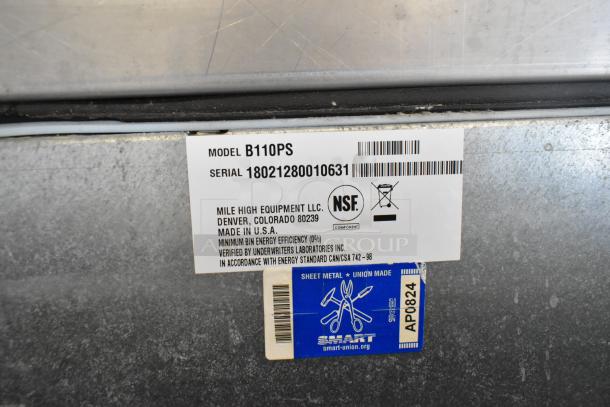 MODEL B110PS
SERIAL 18021280010631
NSF.
COMPONENT
MILE HIGH EQUIPMENT LLC.
DENVER, COLORADO 80239
MADE IN U.S.A.
MINIMUM BIN ENERGY EFFICIENCY (0%)
VERIFIED BY UNDERWRITERS LABORATORIES INC.
IN ACCORDANCE WITH ENERGY STANDARD CAN/CSA 742-98
SHEET METAL ★ UNION MADE
AP0824
SMART
smart-union.org